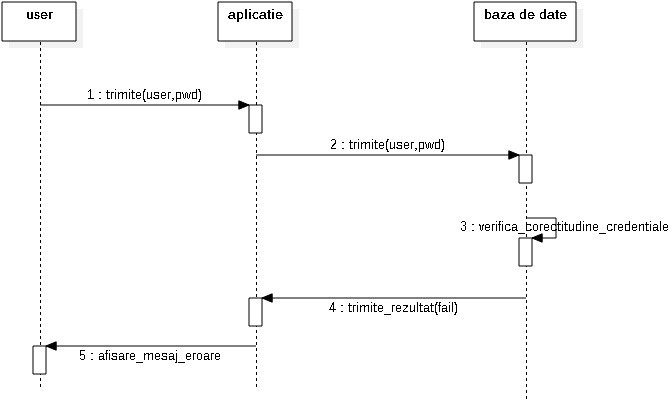 user
aplicatie
baza de date
1 : trimite(user,pwd)
2 : trimite(user,pwd)
3 : verifica_corectitudine_credentiale
4 : trimite_rezultat(fail)
5 : afisare_mesaj_eroare